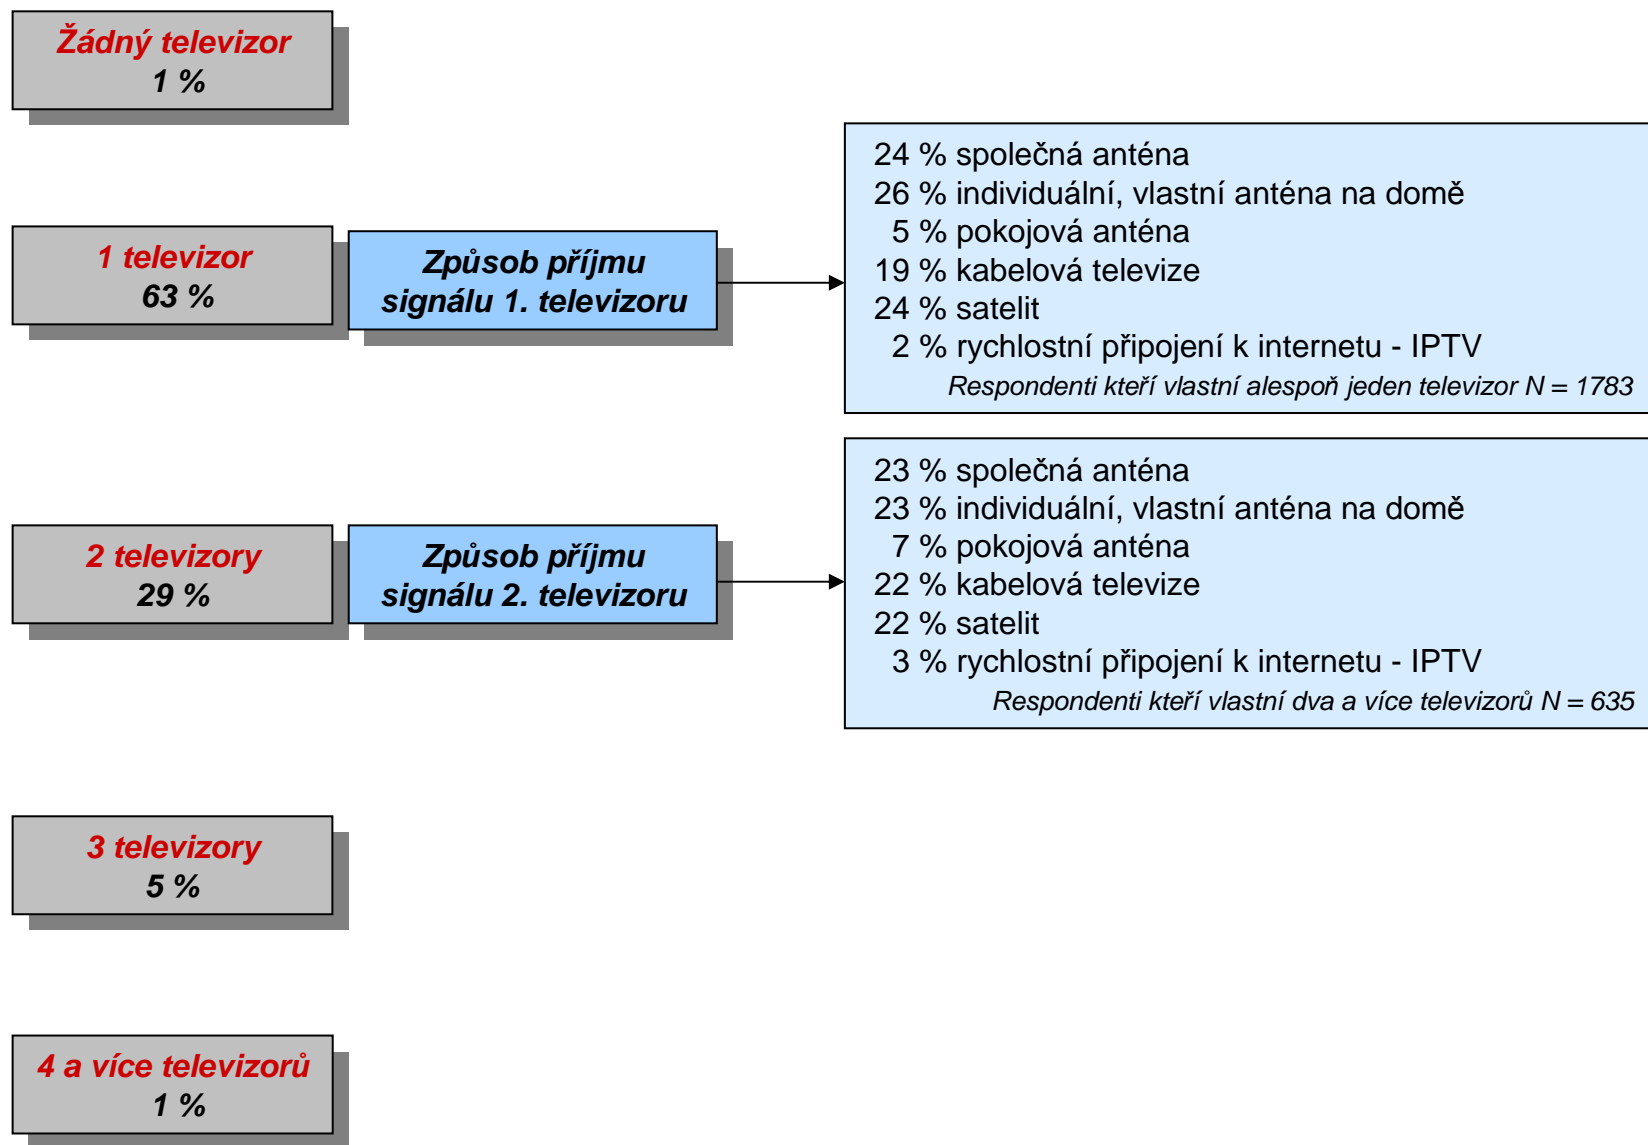 Žádný televizor
1 %
1 televizor
63 %
Způsob příjmu
signálu 1. televizoru
24 % společná anténa
26 % individuální, vlastní anténa na domě
5 % pokojová anténa
19 % kabelová televize
24 % satelit
2 % rychlostní připojení k internetu - IPTV
Respondenti kteří vlastní alespoň jeden televizor N = 1783
2 televizory
29 %
Způsob příjmu
signálu 2. televizoru
23 % společná anténa
23 % individuální, vlastní anténa na domě
7 % pokojová anténa
22 % kabelová televize
22 % satelit
3 % rychlostní připojení k internetu - IPTV
Respondenti kteří vlastní dva a více televizorů N = 635
3 televizory
5 %
4 a více televizorů
1 %